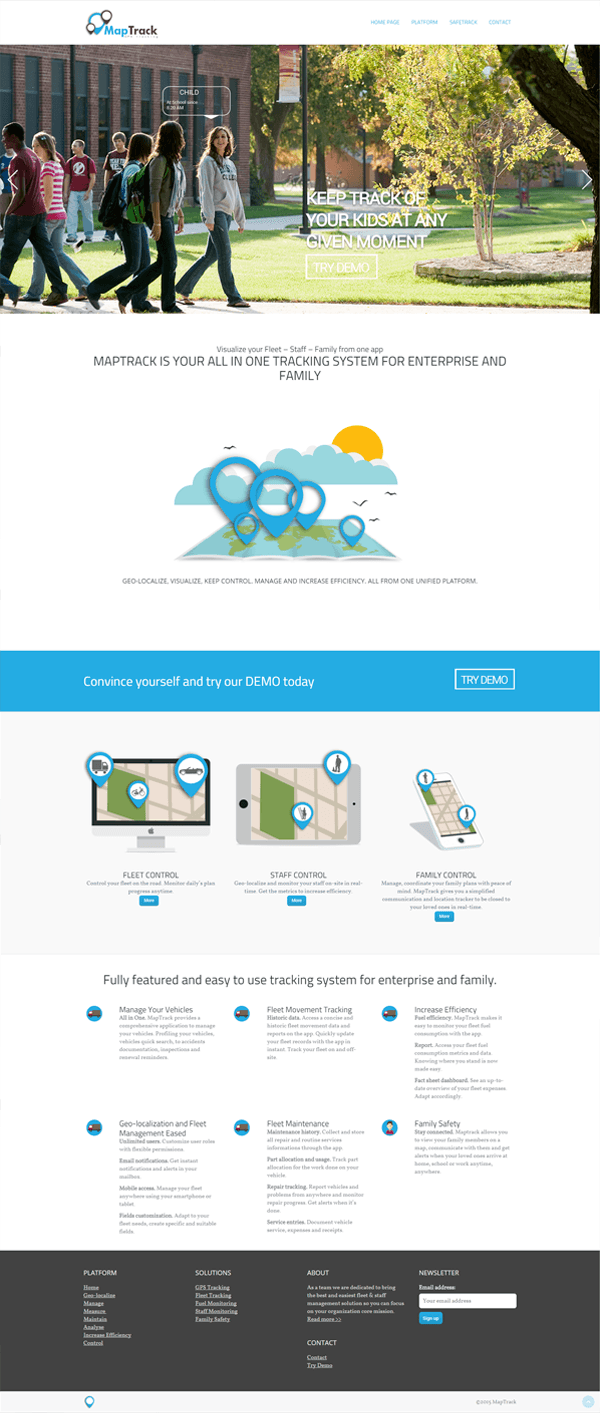 MapTrack
HOME PAGE PLATFORM SAFETRACK CONTACT
CHILD
At School since
8:30 AM
KEEP TRACK OF
YOUR KIDS AT ANY
GIVEN MOMENT
TRY DEMO
Visualize your Fleet – Staff – Family from one app
MAPTRACK IS YOUR ALL IN ONE TRACKING SYSTEM FOR ENTERPRISE AND
FAMILY
GEO-LOCALIZE, VISUALIZE, KEEP CONTROL, MANAGE AND INCREASE EFFICIENCY. ALL FROM ONE UNIFIED PLATFORM.
Convince yourself and try our DEMO today
TRY DEMO
FLEET CONTROL
Control your fleet on the road. Monitor daily's plan
progress anytime.
More
STAFF CONTROL
Geo-localize and monitor your staff on-site in real-
time. Get the metrics to increase efficiency.
More
FAMILY CONTROL
Manage, coordinate your family plans with peace of
mind. MapTrack gives you a simplified
communication and location tracker to be closed to
your loved ones in real-time.
More
Fully featured and easy to use tracking system for enterprise and family.
Manage Your Vehicles
All in One. MapTrack provides a
comprehensive application to manage
your vehicles. Profiling your vehicles,
vehicles quick search, to accidents
documentation, inspections and
renewal reminders.
Fleet Movement Tracking
Historic data. Access a concise and
historic fleet movement data and
reports on the app. Quickly update
your fleet records with the app in
instant. Track your fleet on and off-
site.
Increase Efficiency
Fuel efficiency. MapTrack makes it
easy to monitor your fleet fuel
consumption with the app.
Report. Access your fleet fuel
consumption metrics and data.
Knowing where you stand is now
made easy.
Fact sheet dashboard. See an up-to-
date overview of your fleet expenses.
Adapt accordingly.
Geo-localization and Fleet
Management Eased
Unlimited users. Customize user roles
with flexible permissions.
Email notifications. Get instant
notifications and alerts in your
mailbox.
Mobile access. Manage your fleet
anywhere using your smartphone or
tablet.
Fields customization. Adapt to your
fleet needs, create specific and suitable
fields.
Fleet Maintenance
Maintenance history. Collect and store
all repair and routine services
informations through the app.
Part allocation and usage. Track part
allocation for the work done on your
vehicle.
Repair tracking. Report vehicles and
problems from anywhere and monitor
repair progress. Get alerts when it's
done.
Service entries. Document vehicle
service, expenses and receipts.
Family Safety
Stay connected. Maptrack allows you
to view your family members on a
map, communicate with them and get
alerts when your loved ones active at
home, school or work anytime,
anywhere.
PLATFORM
Home
Geo-localize
Manage
Measure
Maintain
Analyse
Increase Efficiency
Control
SOLUTIONS
GPS Tracking
Fleet Tracking
Fuel Monitoring
Staff Monitoring
Family Safety
ABOUT
As a team we are dedicated to bring
the best and easiest fleet & staff
management solution so you can focus
on your organization core mission.
Read more >>
CONTACT
Contact
Try Demo
NEWSLETTER
Email address:
Your email address
Sign up
©2015 MapTrack